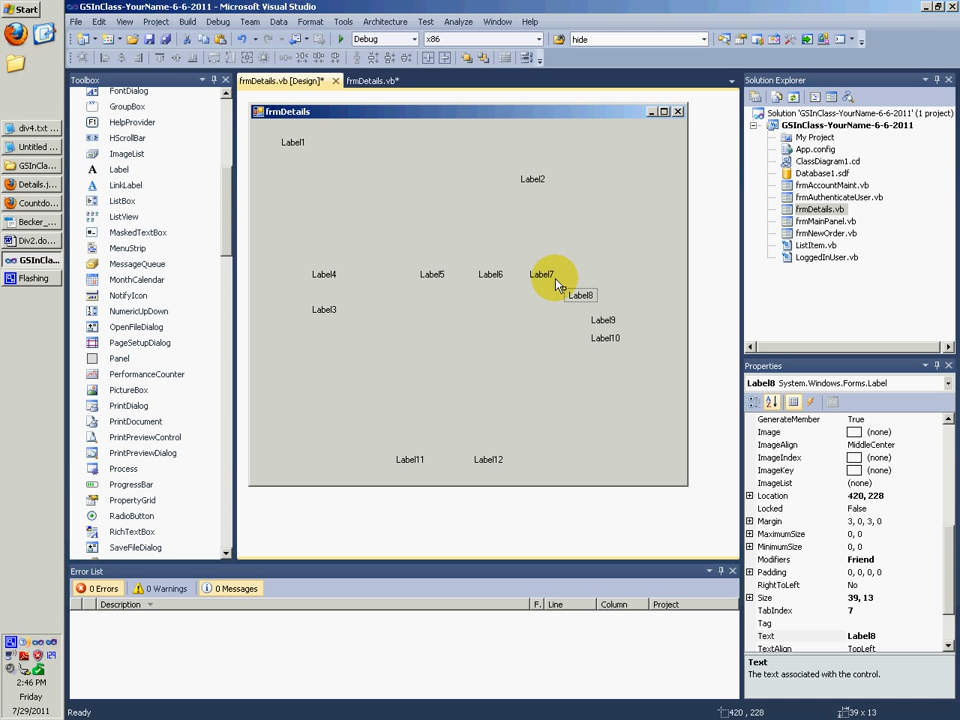 Start
GSInClass-YourName-6-6-2011 - Microsoft Visual Studio
File Edit View Project Build Debug Team Data Format Tools Architecture Test Analyze Window Help
Debug x86 hide
Toolbox
FontDialog
GroupBox
HelpProvider
HScrollBar
ImageList
Label
LinkLabel
ListBox
ListView
MaskedTextBox
MenuStrip
MessageQueue
MonthCalendar
NotifyIcon
NumericUpDown
OpenFileDialog
PageSetupDialog
Panel
PerformanceCounter
PictureBox
PrintDialog
PrintDocument
PrintPreviewControl
PrintPreviewDialog
Process
ProgressBar
PropertyGrid
RadioButton
RichTextBox
SaveFileDialog
div4.txt ...
Untitled ...
GSInCla...
Details.j...
Countdo...
Becker_...
Div2.do...
GSInCla...
Flashing
2:46 PM
Friday
7/29/2011
frmDetails.vb [Design]* frmDetails.vb*
frmDetails
Label1
Label2
Label4 Label5 Label6 Label7
Label8
Label3
Label9
Label10
Label11 Label12
Solution Explorer
Solution 'GSInClass-YourName-6-6-2011' (1 project)
GSInClass-YourName-6-6-2011
My Project
App.config
ClassDiagram1.cd
Database1.sdf
frmAccountMaint.vb
frmAuthenticateUser.vb
frmDetails.vb
frmMainPanel.vb
frmNewOrder.vb
ListItem.vb
LoggedInUser.vb
Properties
Label8 System.Windows.Forms.Label
GenerateMember True
Image (none)
ImageAlign MiddleCenter
ImageIndex (none)
ImageKey (none)
ImageList (none)
Location 420, 228
Locked False
Margin 3, 0, 3, 0
MaximumSize 0, 0
MinimumSize 0, 0
Modifiers Friend
Padding 0, 0, 0, 0
RightToLeft No
Size 39, 13
TabIndex 7
Tag
Text Label8
TextAlign TopLeft
Text
The text associated with the control.
Error List
0 Errors 0 Warnings 0 Messages
Description F. Line Column Project
Ready 420 , 228 39 x 13